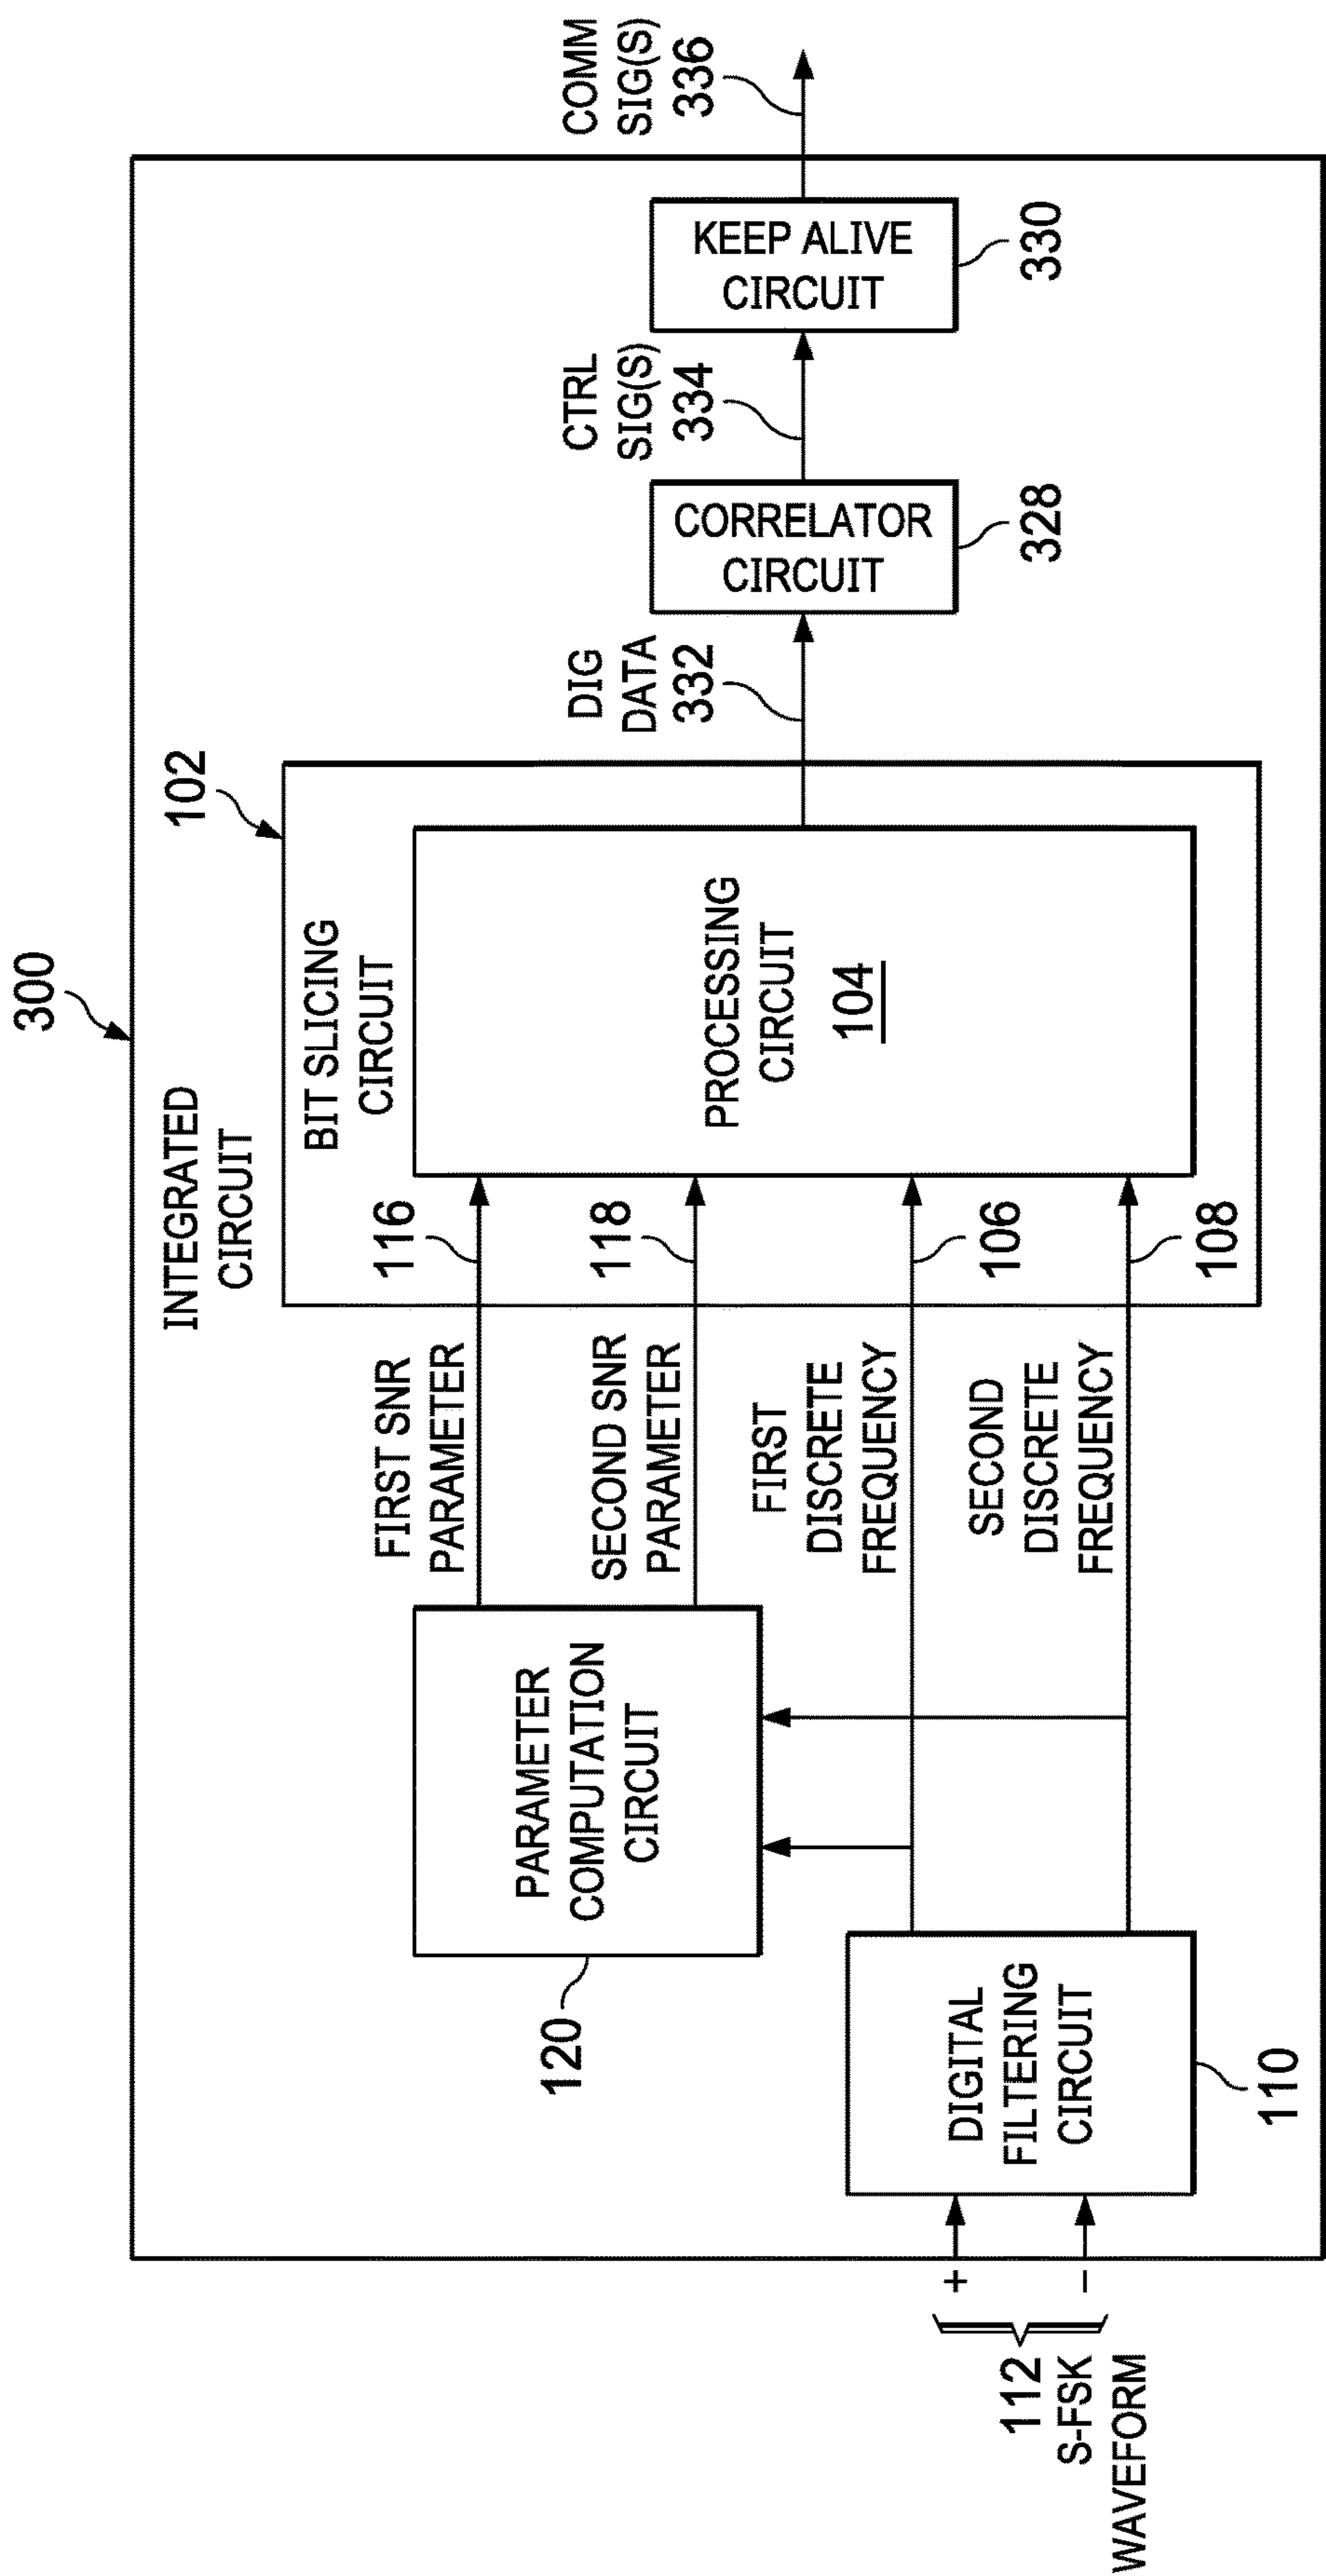 300
INTEGRATED
CIRCUIT
102
BIT SLICING
CIRCUIT
PARAMETER
COMPUTATION
CIRCUIT
120
FIRST SNR
PARAMETER
116
SECOND SNR
PARAMETER
118
PROCESSING
CIRCUIT
104
DIG
DATA
332
CORRELATOR
CIRCUIT
328
CTRL
SIG(S)
334
KEEP ALIVE
CIRCUIT
330
COMM
SIG(S)
336
FIRST
DISCRETE
FREQUENCY
106
SECOND
DISCRETE
FREQUENCY
108
DIGITAL
FILTERING
CIRCUIT
110
+
−
112
S-FSK
WAVEFORM